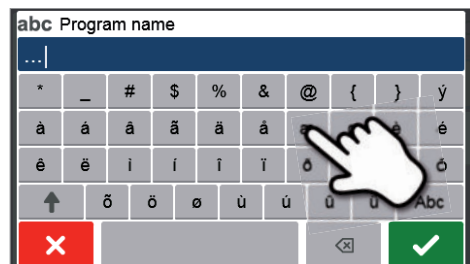 abc Program name
...
* _ # $ % & @ { } ý
à á â ã ä å è é
ê ë ì í î ï ó
õ ö ø ù ú û Abc